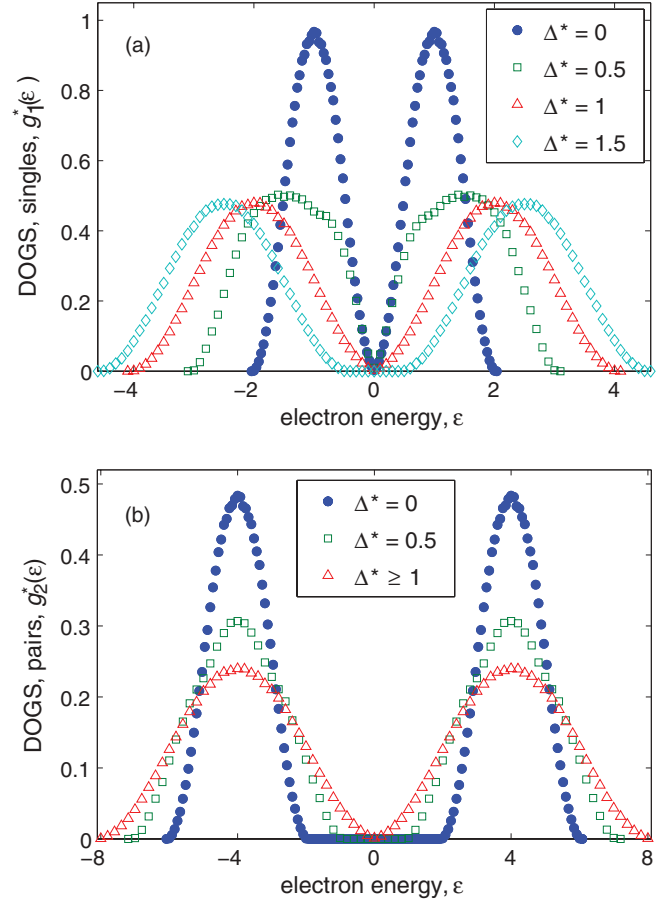 (a)
Δ* = 0
Δ* = 0.5
Δ* = 1
Δ* = 1.5
DOGS, singles, g*1(ε)
1
0.8
0.6
0.4
0.2
0
−4
−2
0
2
4
electron energy, ε
(b)
Δ* = 0
Δ* = 0.5
Δ* ≥ 1
DOGS, pairs, g*2(ε)
0.5
0.4
0.3
0.2
0.1
0
−8
−4
0
4
8
electron energy, ε